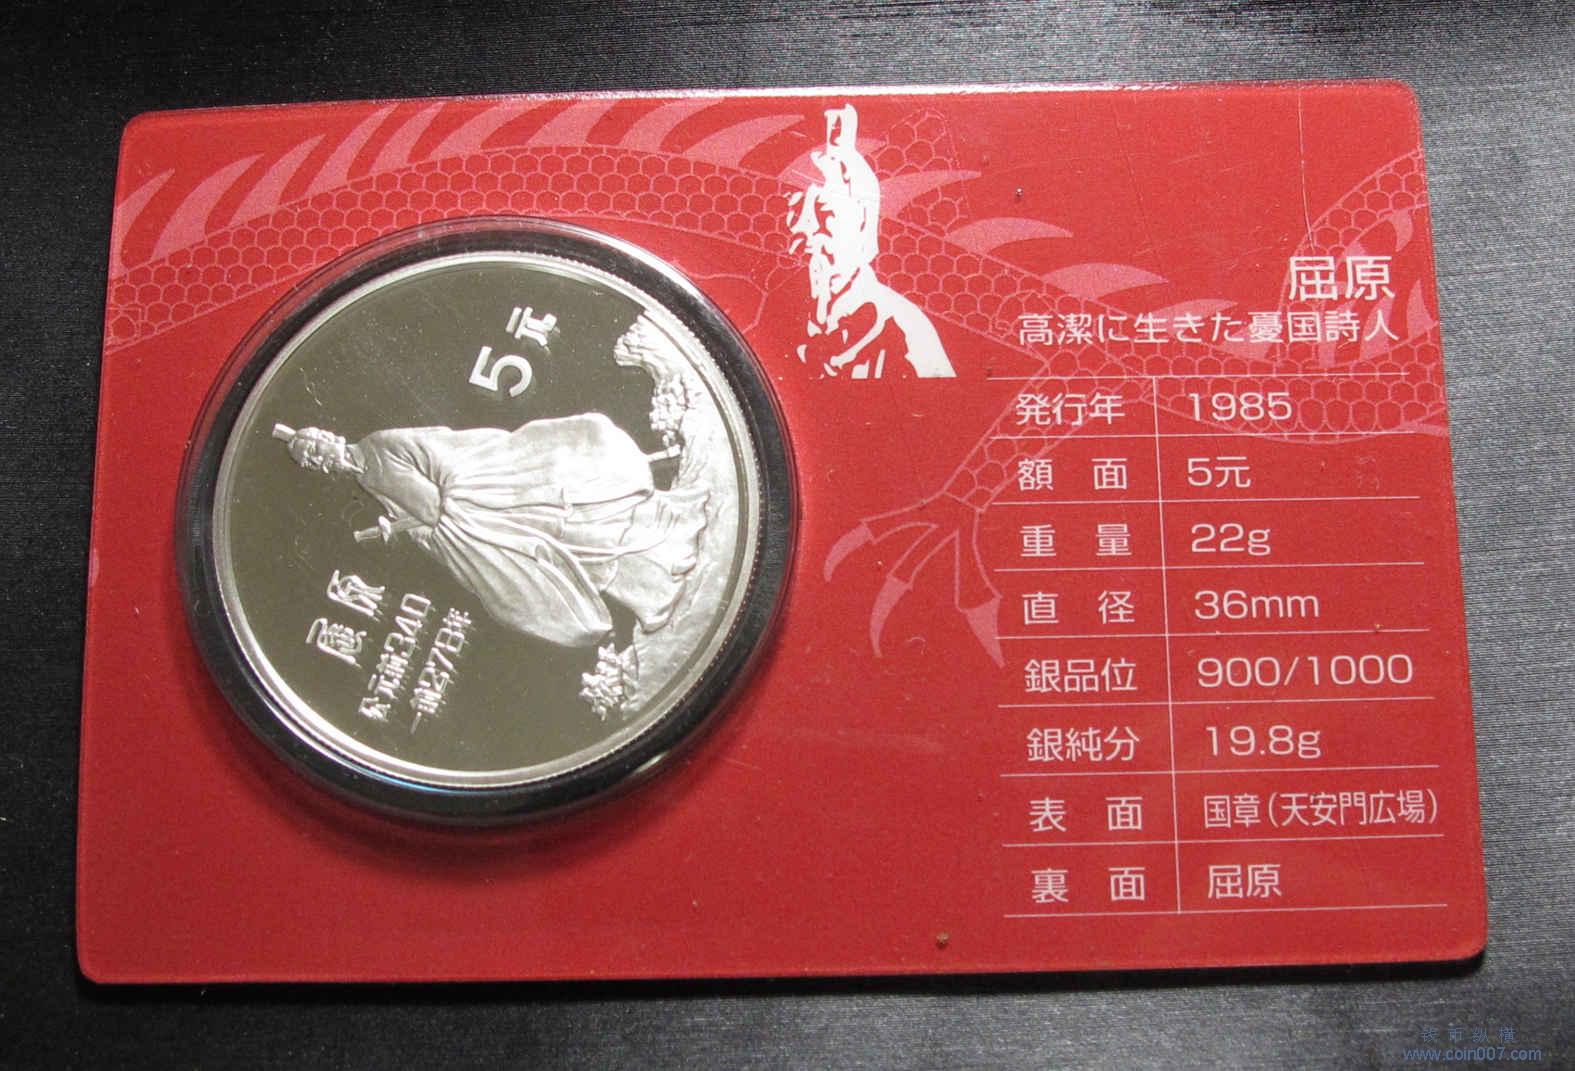 5元
屈原
公元前340
—前278年
屈原
高潔に生きた憂国詩人
発行年 1985
額面 5元
重量 22g
直径 36mm
銀品位 900/1000
銀純分 19.8g
表面 国章(天安門広場)
裏面 屈原
钱币纵横
www.coin007.com